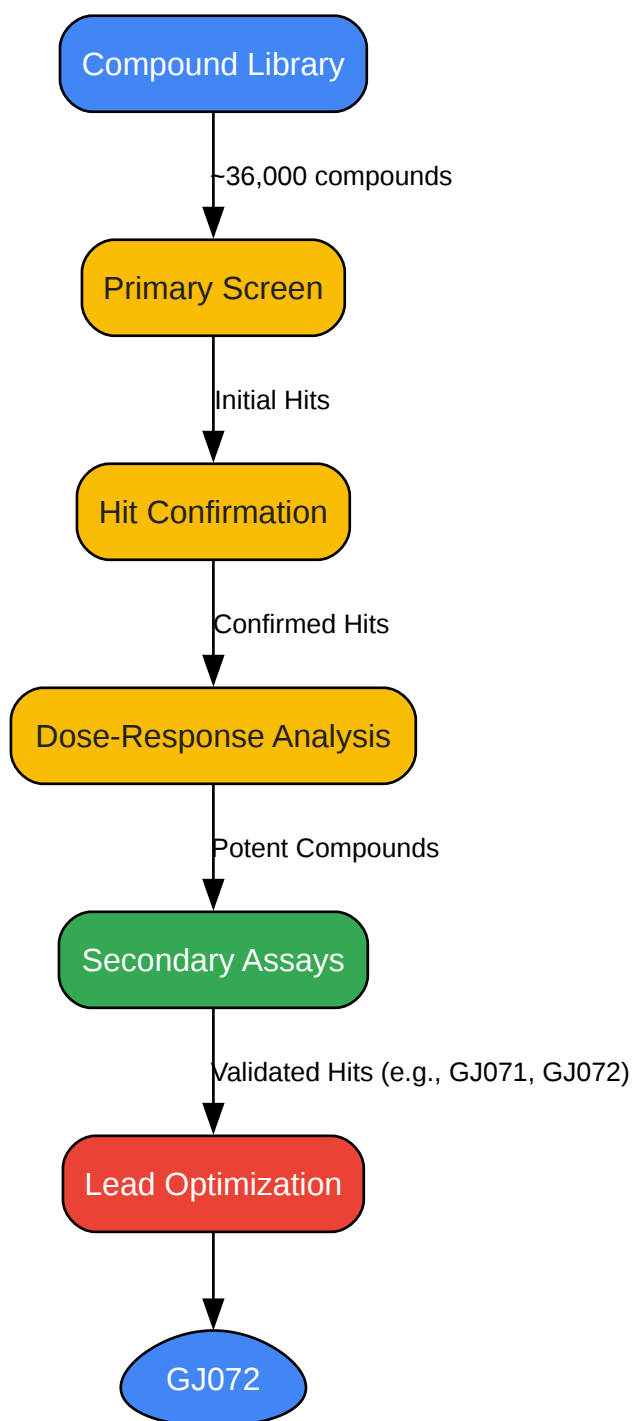 Compound Library
~36,000 compounds
Primary Screen
Initial Hits
Hit Confirmation
Confirmed Hits
Dose-Response Analysis
Potent Compounds
Secondary Assays
Validated Hits (e.g., GJ071, GJ072)
Lead Optimization
GJ072